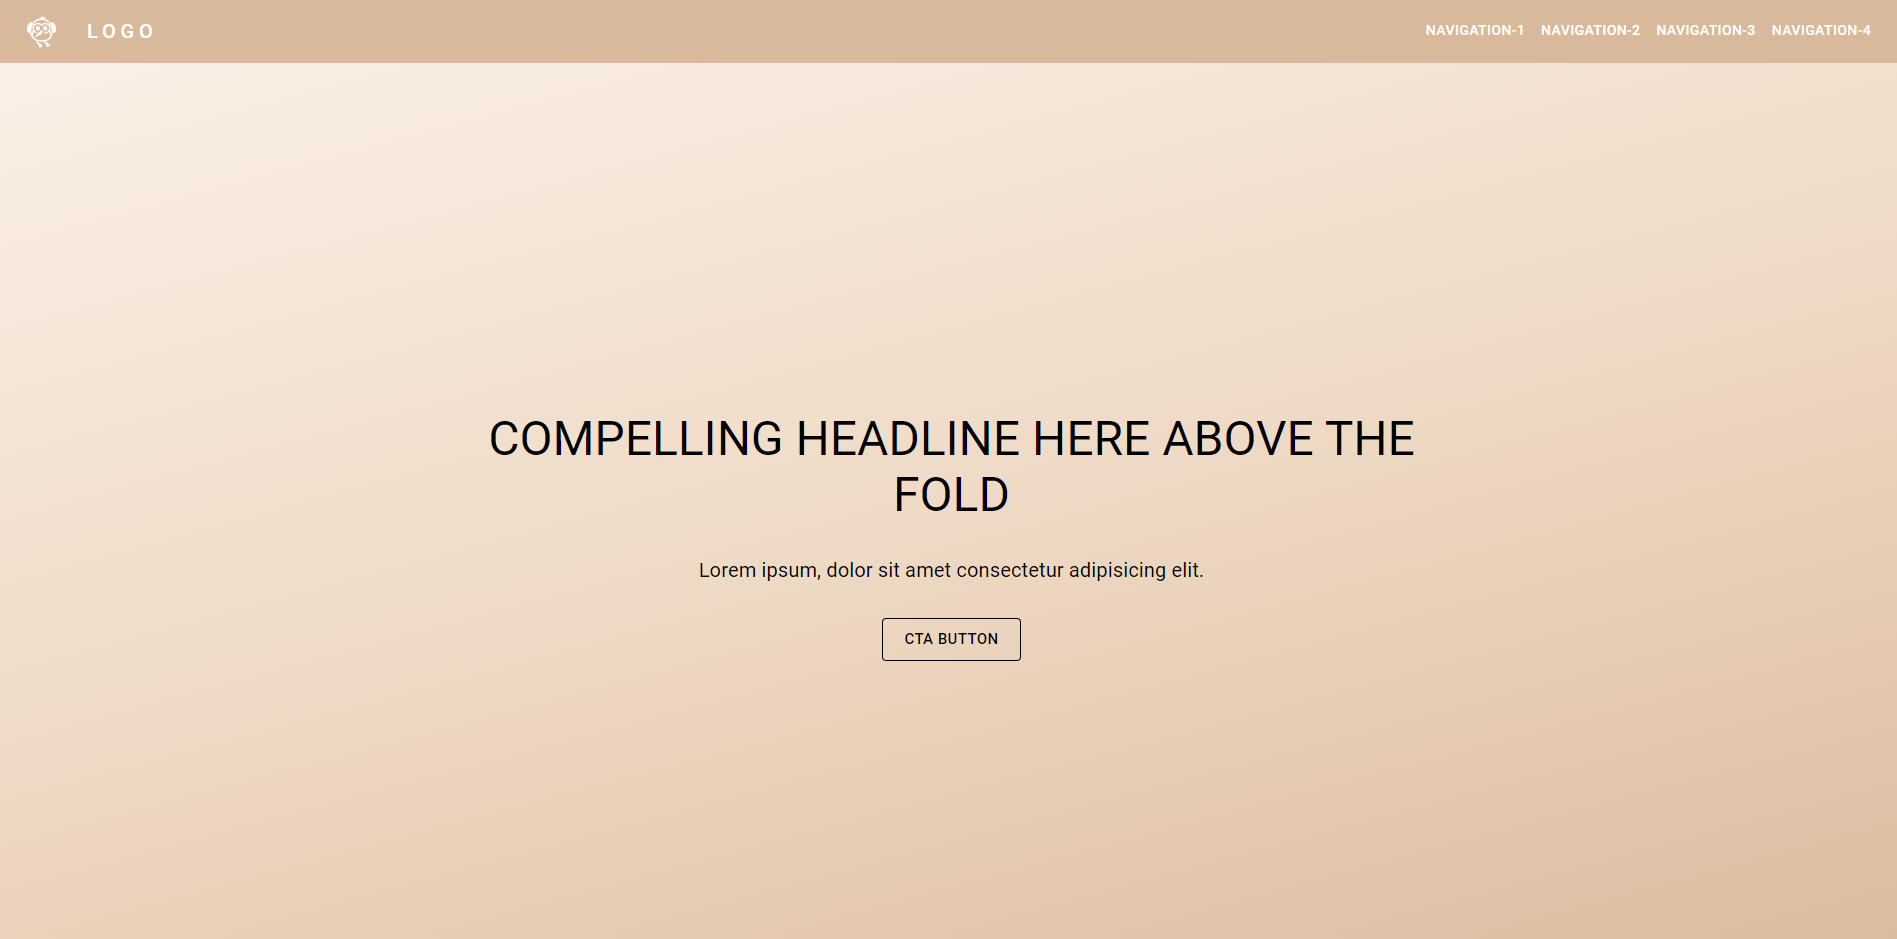 LOGO
NAVIGATION-1 NAVIGATION-2 NAVIGATION-3 NAVIGATION-4
COMPELLING HEADLINE HERE ABOVE THE
FOLD
Lorem ipsum, dolor sit amet consectetur adipisicing elit.
CTA BUTTON